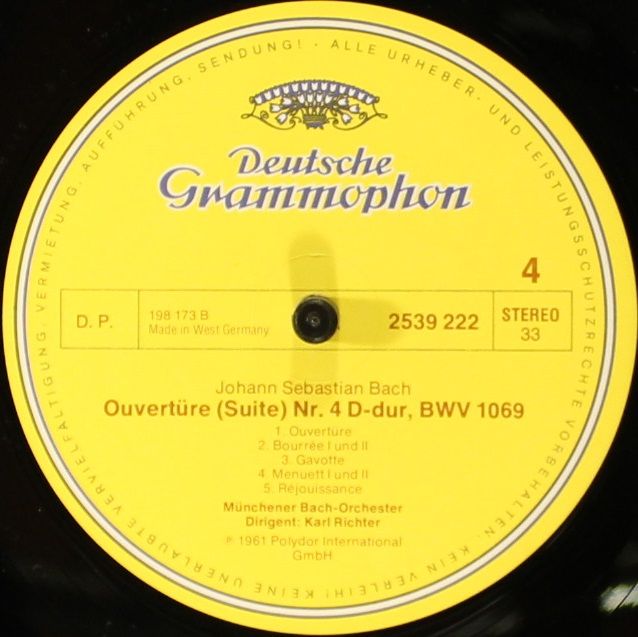 ALLE URHEBER- UND LEISTUNGSSCHUTZRECHTE VORBEHALTEN. KEIN VERLEIH! KEINE UNERLAUBTE VERVIELFÄLTIGUNG, VERMIETUNG, AUFFÜHRUNG, SENDUNG!
Deutsche
Grammophon
4
D. P.
198 173 B
Made in West Germany
2539 222
STEREO
33
Johann Sebastian Bach
Ouvertüre (Suite) Nr. 4 D-dur, BWV 1069
1. Ouvertüre
2. Bourrée I und II
3. Gavotte
4. Menuett I und II
5. Réjouissance
Münchener Bach-Orchester
Dirigent: Karl Richter
℗ 1961 Polydor International
GmbH